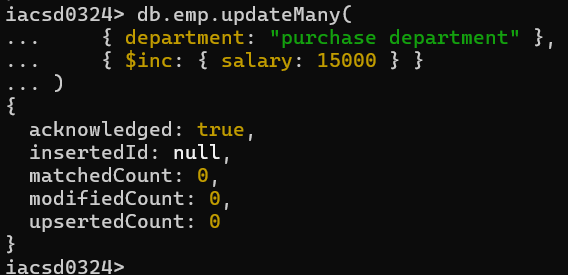 iacsd0324> db.emp.updateMany(
...     { department: "purchase department" },
...     { $inc: { salary: 15000 } }
... )
{
  acknowledged: true,
  insertedId: null,
  matchedCount: 0,
  modifiedCount: 0,
  upsertedCount: 0
}
iacsd0324>